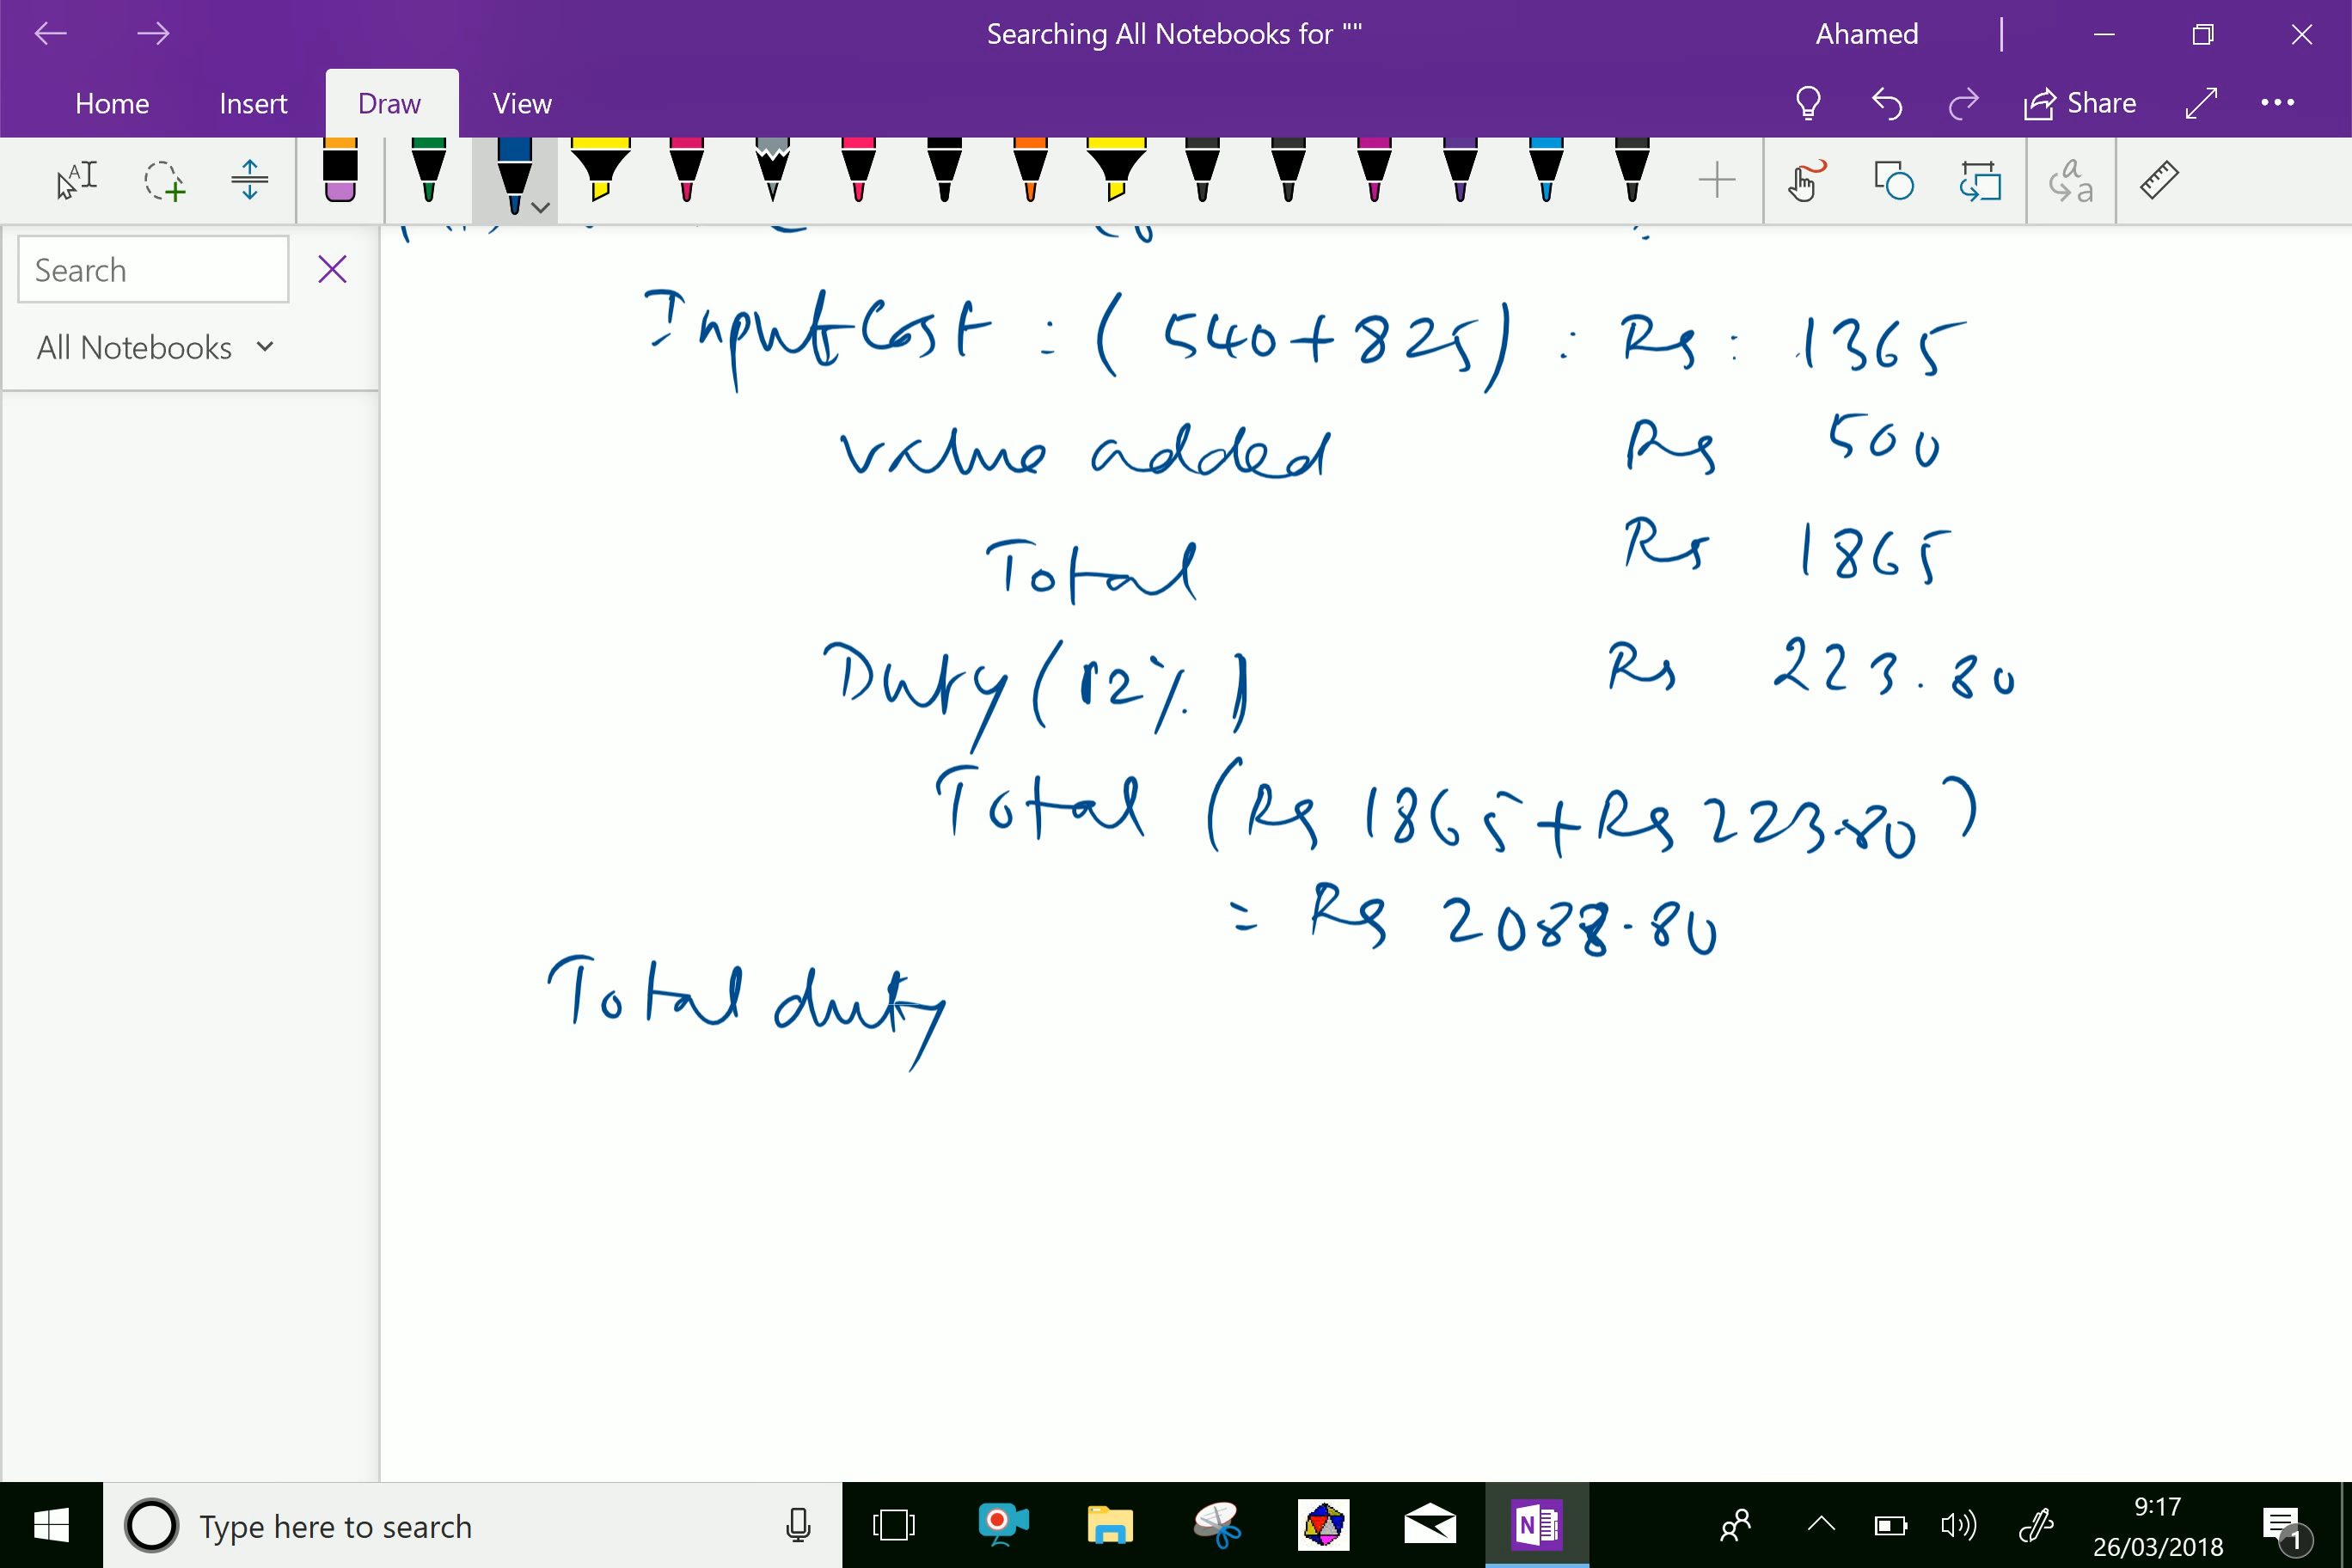 Searching All Notebooks for ""
Ahamed
Home Insert Draw View
Share
Search
All Notebooks
Input Cost : (540+825) : Rs : 1365
value added Rs 500
Total Rs 1865
Duty (12%) Rs 223.80
Total (Rs 1865+Rs 223.80)
= Rs 2088.80
Total duty
Type here to search
N
9:17
26/03/2018
1